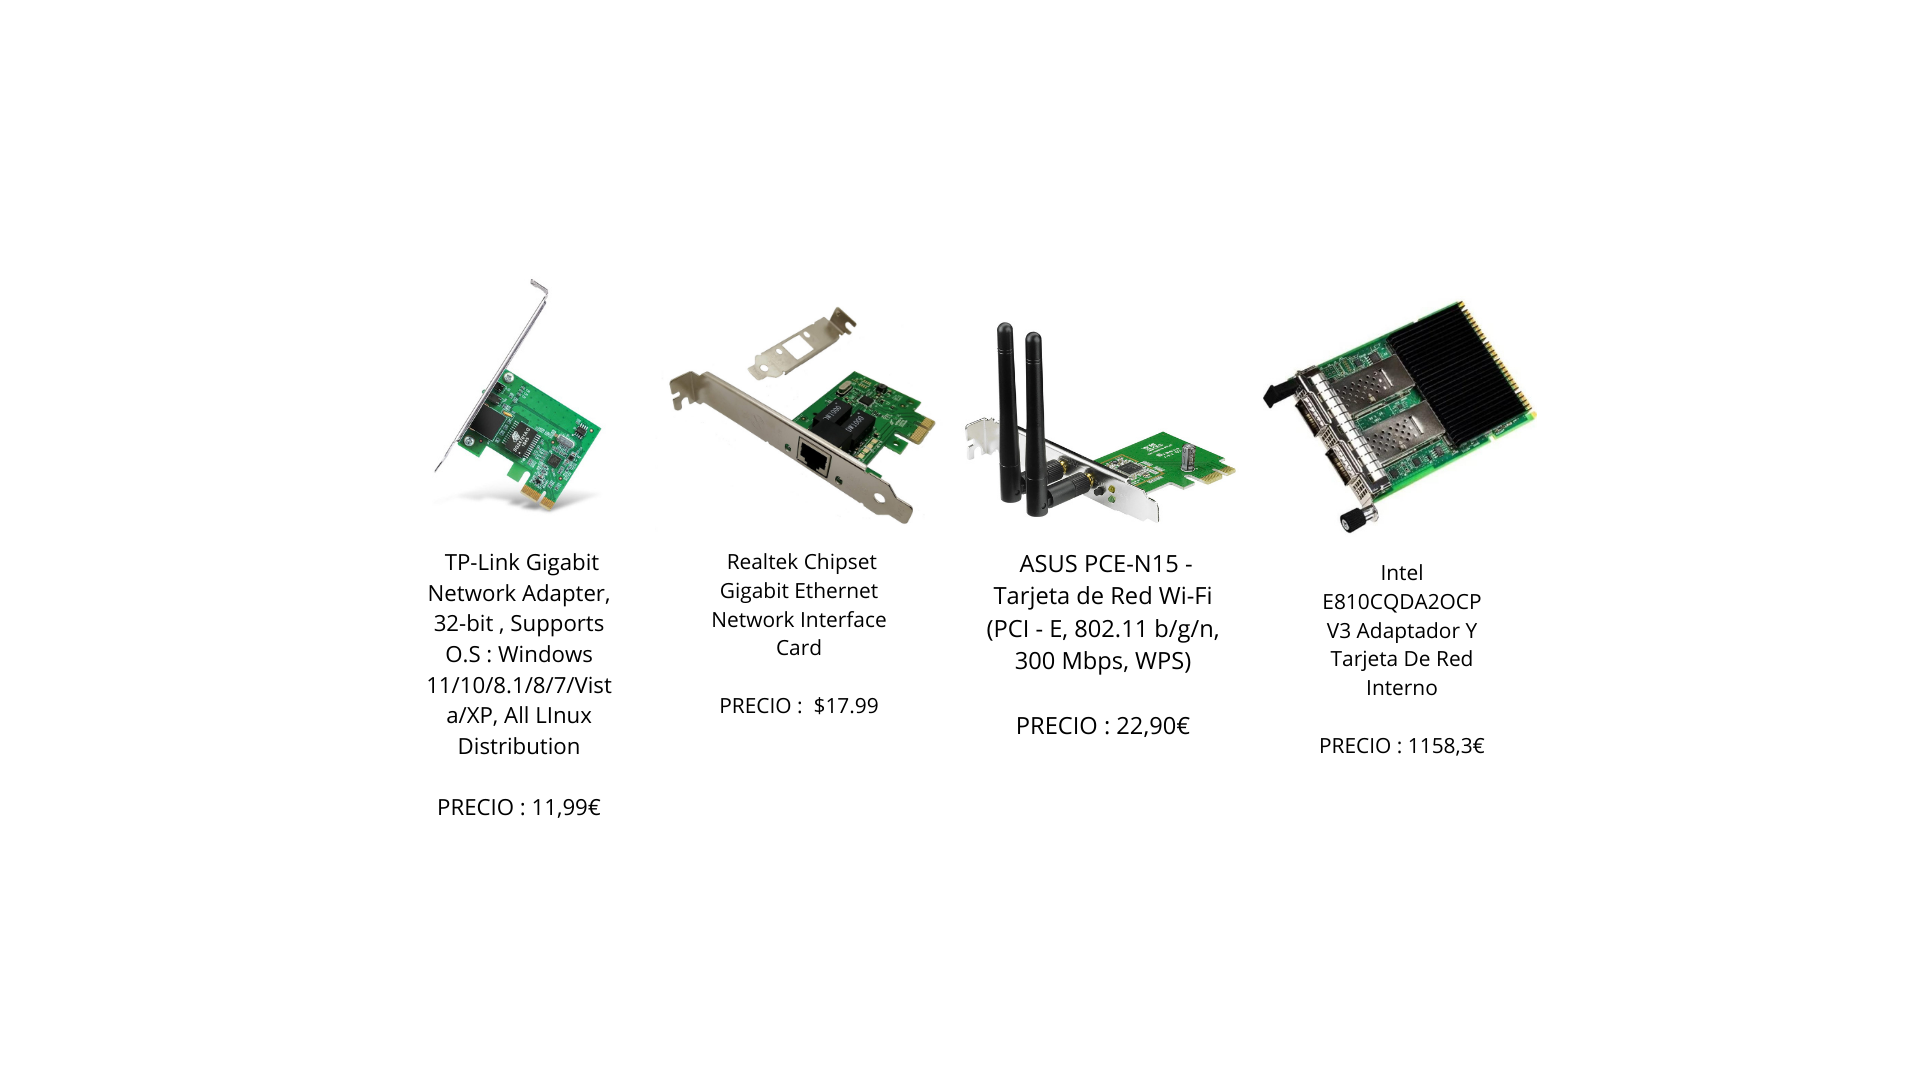 TP-Link Gigabit
Network Adapter,
32-bit , Supports
O.S : Windows
11/10/8.1/8/7/Vist
a/XP, All LInux
Distribution
PRECIO : 11,99€
Realtek Chipset
Gigabit Ethernet
Network Interface
Card
PRECIO :  $17.99
ASUS PCE-N15 -
Tarjeta de Red Wi-Fi
(PCI - E, 802.11 b/g/n,
300 Mbps, WPS)
PRECIO : 22,90€
Intel
E810CQDA2OCP
V3 Adaptador Y
Tarjeta De Red
Interno
PRECIO : 1158,3€